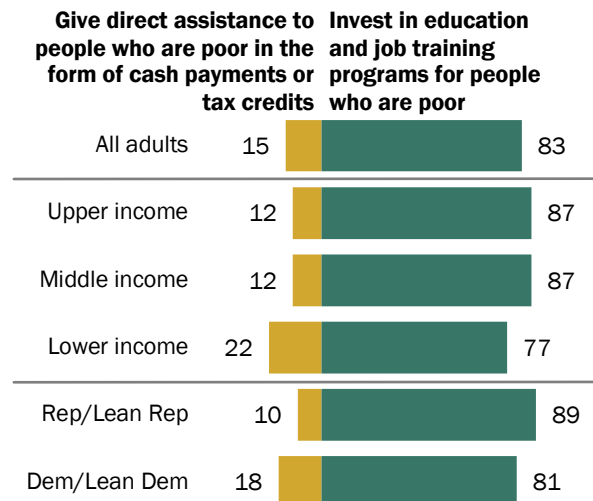 Give direct assistance to
people who are poor in the
form of cash payments or
tax credits
Invest in education
and job training
programs for people
who are poor
All adults 15 83
Upper income 12 87
Middle income 12 87
Lower income 22 77
Rep/Lean Rep 10 89
Dem/Lean Dem 18 81